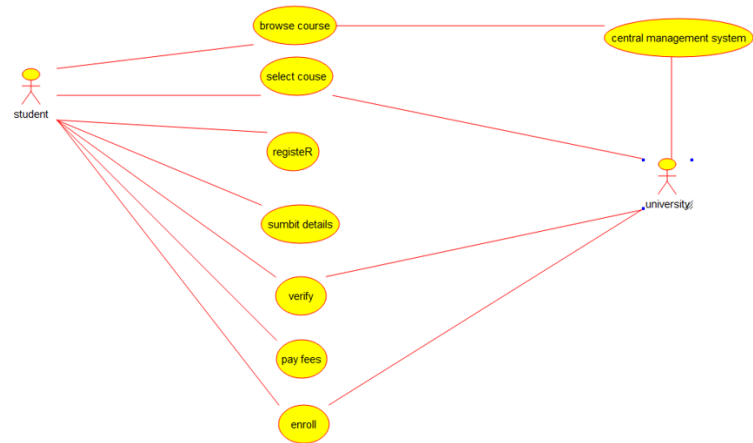 browse course
central management system
select couse
student
registeR
university
sumbit details
verify
pay fees
enroll